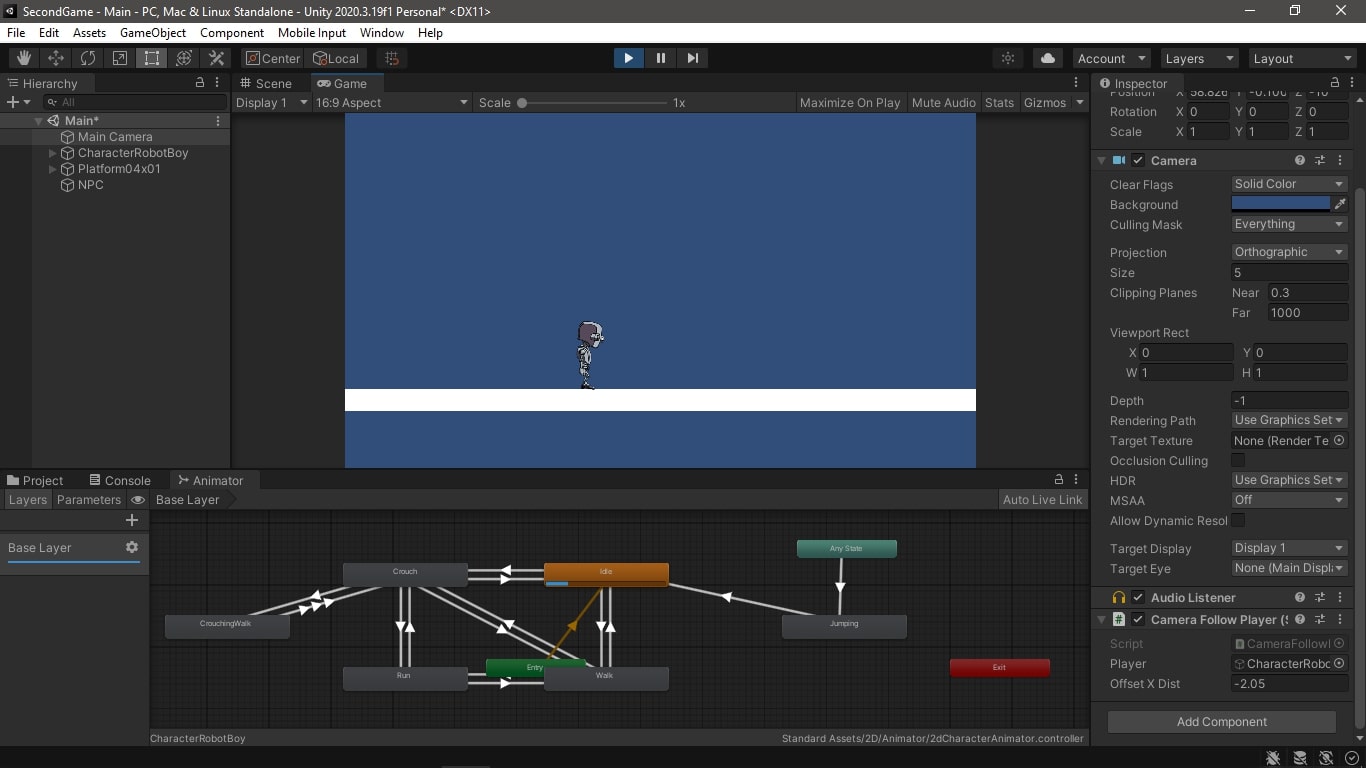 SecondGame - Main - PC, Mac & Linux Standalone - Unity 2020.3.19f1 Personal* <DX11>
File Edit Assets GameObject Component Mobile Input Window Help
Center Local Account Layers Layout
Hierarchy
All
Main*
Main Camera
CharacterRobotBoy
Platform04x01
NPC
Scene Game
Display 1 16:9 Aspect Scale 1x Maximize On Play Mute Audio Stats Gizmos
Project Console Animator
Layers Parameters Base Layer Auto Live Link
Base Layer
Any State
Crouch Idle
CrouchingWalk Jumping
Entry Exit
Run Walk
CharacterRobotBoy Standard Assets/2D/Animator/2dCharacterAnimator.controller
Inspector
Position X 58.826 Y -0.100 Z -10
Rotation X 0 Y 0 Z 0
Scale X 1 Y 1 Z 1
Camera
Clear Flags Solid Color
Background
Culling Mask Everything
Projection Orthographic
Size 5
Clipping Planes Near 0.3
Far 1000
Viewport Rect
X 0 Y 0
W 1 H 1
Depth -1
Rendering Path Use Graphics Set
Target Texture None (Render Te
Occlusion Culling
HDR Use Graphics Set
MSAA Off
Allow Dynamic Resol
Target Display Display 1
Target Eye None (Main Displ
Audio Listener
Camera Follow Player (S
Script CameraFollow
Player CharacterRobo
Offset X Dist -2.05
Add Component